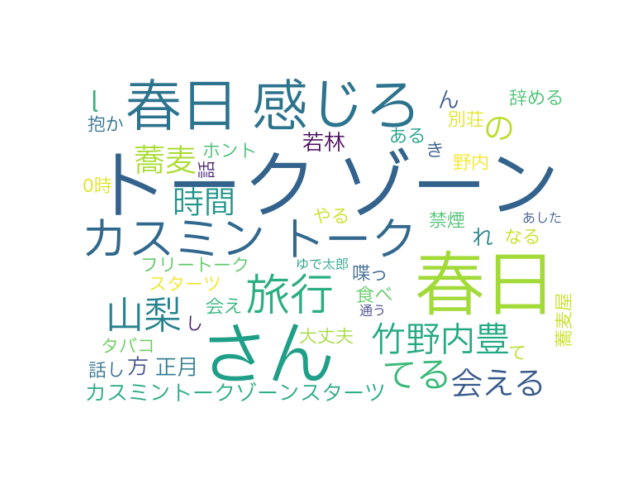 春日 感じろ
l
抱か
ん
辞める
別荘
の
若林
ある
き
野内
蕎麦
ホント
話
トークゾーン
0時
時間
やる
禁煙
あした
れ
なる
カスミン トーク
春日
フリートーク
ゆで太郎
喋っ
スターツ
旅行
食べ
通う
蕎麦屋
山梨
し
会え
さん
大丈夫
竹野内豊
て
タバコ
話し
方
正月
てる
会える
カスミントークゾーンスターツ